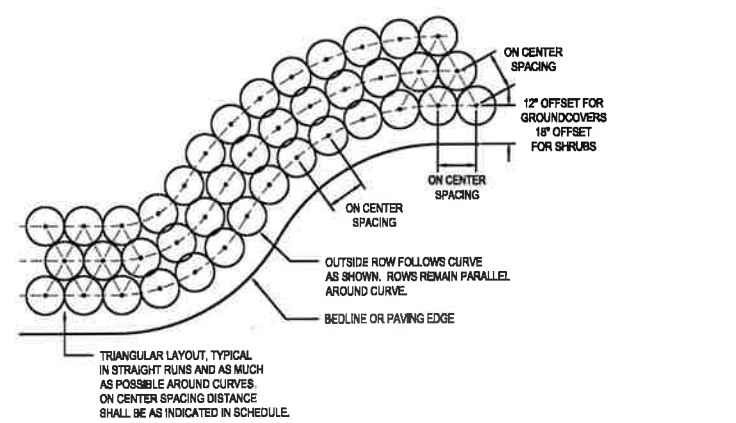 ON CENTER
SPACING
12" OFFSET FOR
GROUNDCOVERS
18" OFFSET
FOR SHRUBS
ON CENTER
SPACING
ON CENTER
SPACING
OUTSIDE ROW FOLLOWS CURVE
AS SHOWN. ROWS REMAIN PARALLEL
AROUND CURVE.
BEDLINE OR PAVING EDGE
TRIANGULAR LAYOUT, TYPICAL
IN STRAIGHT RUNS AND AS MUCH
AS POSSIBLE AROUND CURVES.
ON CENTER SPACING DISTANCE
SHALL BE AS INDICATED IN SCHEDULE.